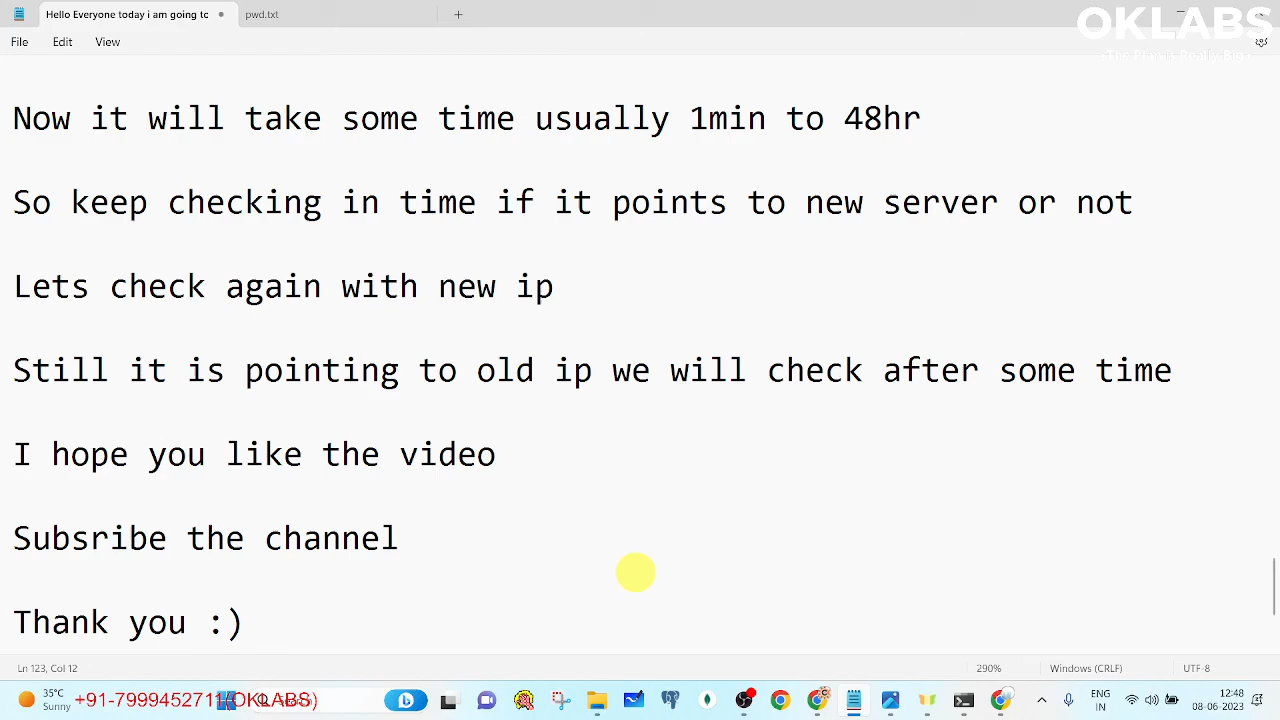 Hello Everyone today i am going to
pwd.txt
OKLABS
File Edit View
Now it will take some time usually 1min to 48hr
So keep checking in time if it points to new server or not
Lets check again with new ip
Still it is pointing to old ip we will check after some time
I hope you like the video
Subsribe the channel
Thank you :)
Ln 123, Col 12
290%
Windows (CRLF)
UTF-8
35°C
Sunny
+91-7999452711(OKLABS)
ENG
IN
08-06-2023